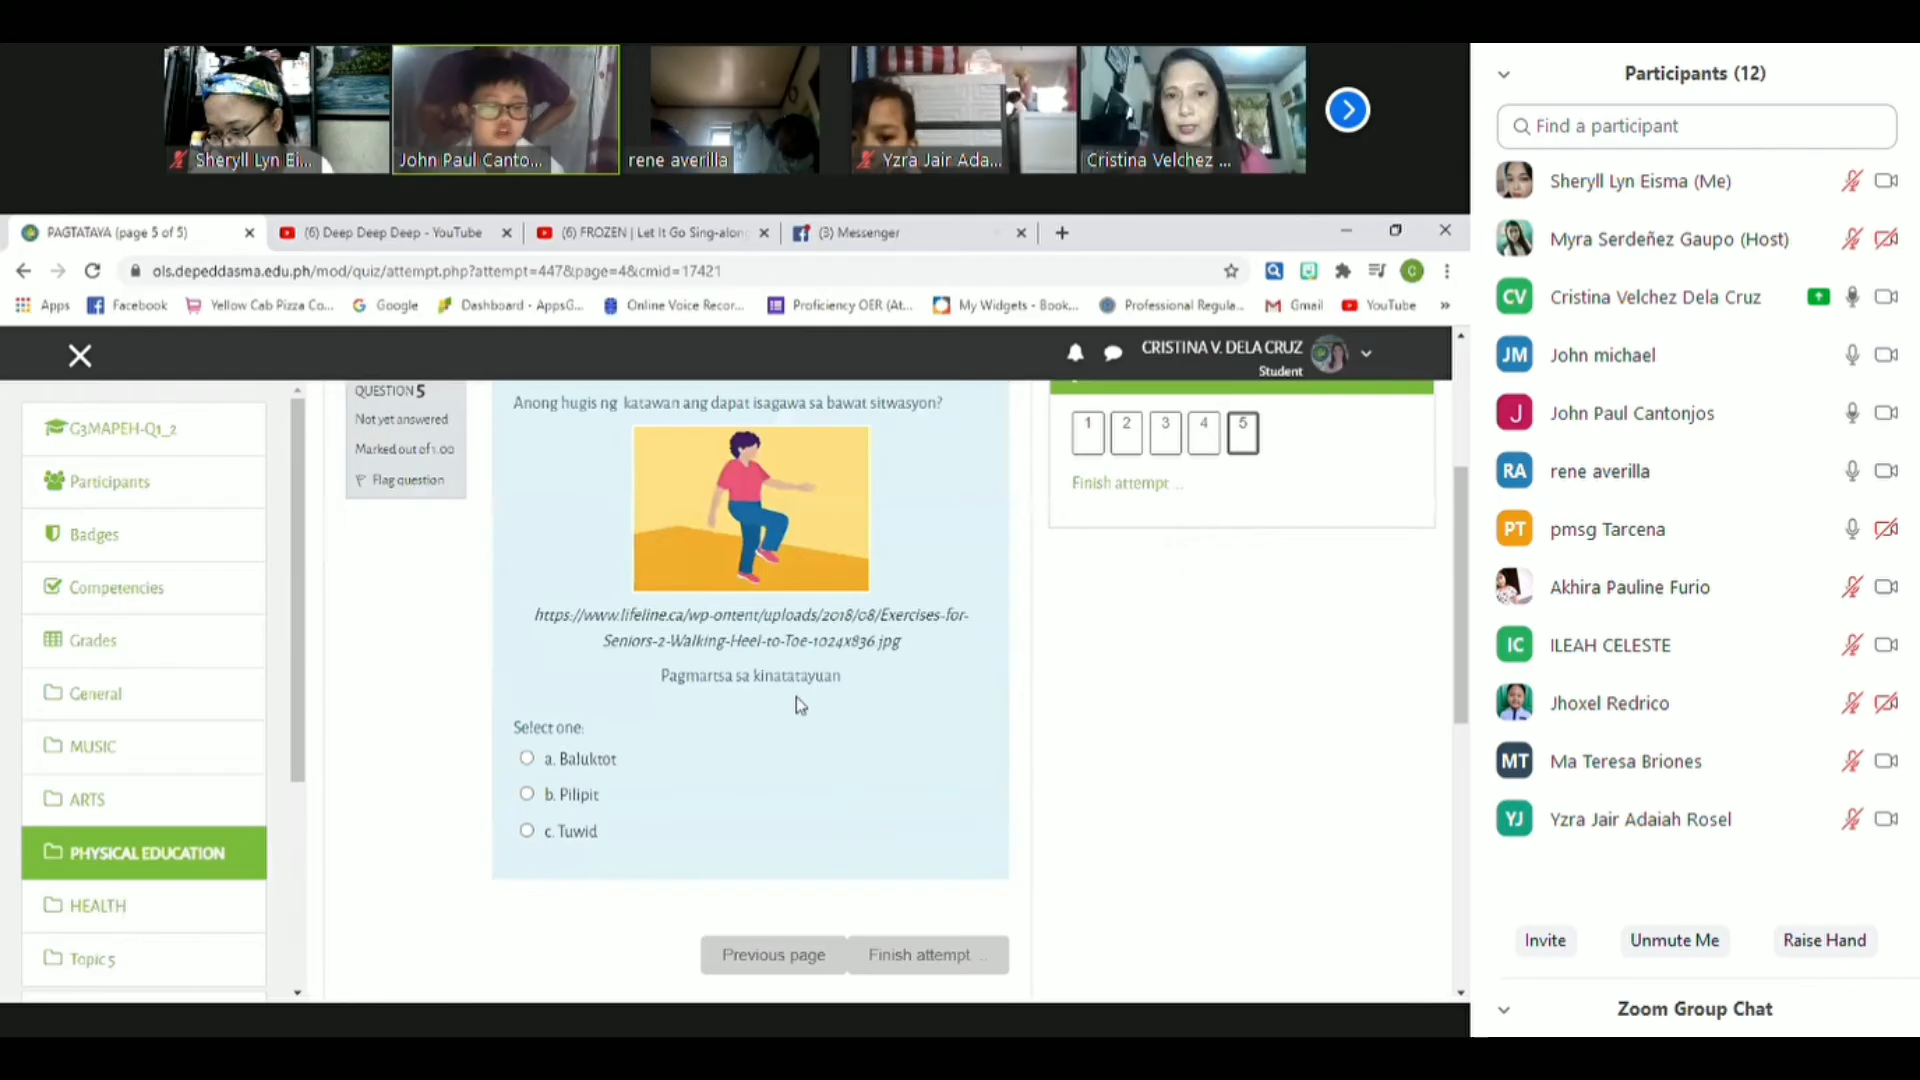 Sheryll Lyn Ei...
John Paul Canto...
rene averilla
Yzra Jair Ada...
Cristina Velchez ...
PAGTATAYA (page 5 of 5)
(6) Deep Deep Deep - YouTube
(6) FROZEN | Let It Go Sing-along
(3) Messenger
ols.depeddasma.edu.ph/mod/quiz/attempt.php?attempt=447&page=4&cmid=17421
C
Apps
Facebook
Yellow Cab Pizza Co...
Google
Dashboard - AppsG...
Online Voice Recor...
Proficiency OER (At...
My Widgets - Book...
Professional Regula...
Gmail
YouTube
»
CRISTINA V. DELA CRUZ
Student
G3MAPEH-Q1_2
Participants
Badges
Competencies
Grades
General
MUSIC
ARTS
PHYSICAL EDUCATION
HEALTH
Topic 5
QUESTION 5
Not yet answered
Marked out of 1.00
Flag question
Anong hugis ng katawan ang dapat isagawa sa bawat sitwasyon?
https://www.lifeline.ca/wp-ontent/uploads/2018/08/Exercises-for-
Seniors-2-Walking-Heel-to-Toe-1024x836.jpg
Pagmartsa sa kinatatayuan
Select one:
a. Baluktot
b. Pilipit
c. Tuwid
Previous page
Finish attempt ...
1 2 3 4 5
Finish attempt ...
Participants (12)
Find a participant
Sheryll Lyn Eisma (Me)
Myra Serdeñez Gaupo (Host)
CV Cristina Velchez Dela Cruz
JM John michael
J John Paul Cantonjos
RA rene averilla
PT pmsg Tarcena
Akhira Pauline Furio
IC ILEAH CELESTE
Jhoxel Redrico
MT Ma Teresa Briones
YJ Yzra Jair Adaiah Rosel
Invite
Unmute Me
Raise Hand
Zoom Group Chat